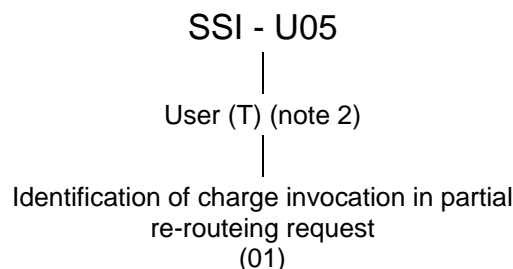 SSI - U05
User (T) (note 2)
Identification of charge invocation in partial
re-routeing request
(01)